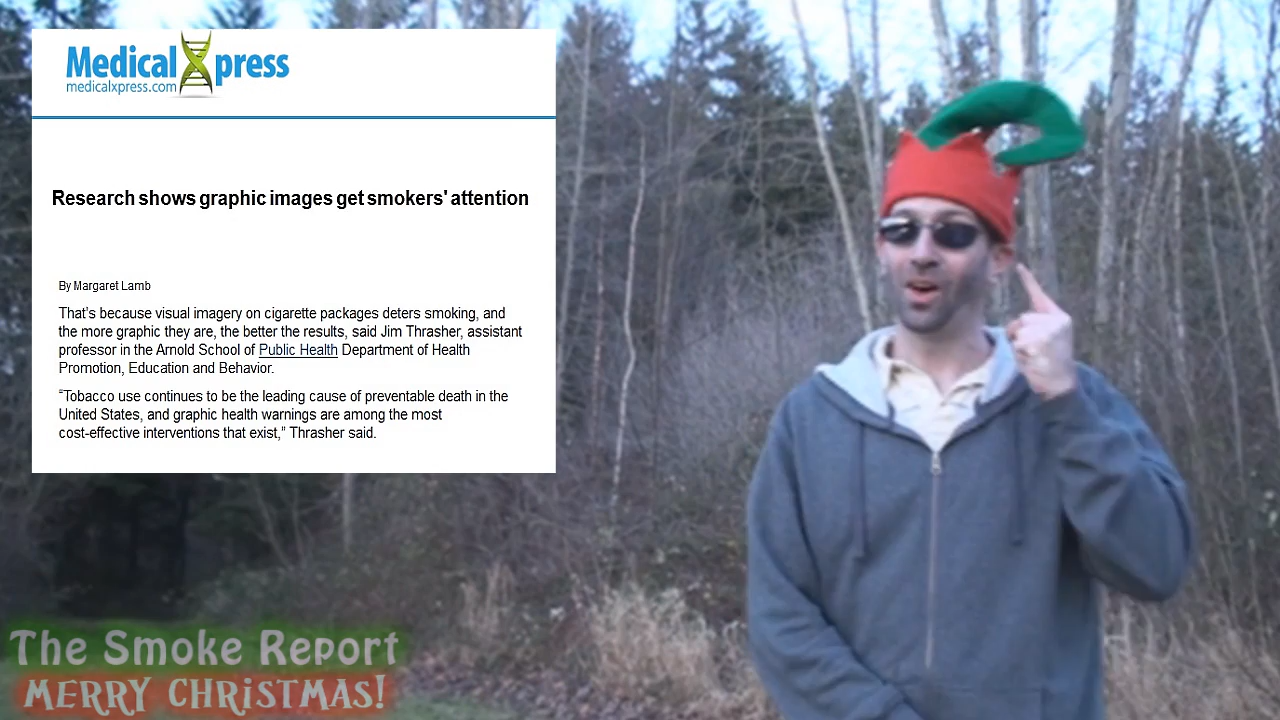 MedicalXpress
medicalxpress.com
Research shows graphic images get smokers' attention
By Margaret Lamb
That's because visual imagery on cigarette packages deters smoking, and
the more graphic they are, the better the results, said Jim Thrasher, assistant
professor in the Arnold School of Public Health Department of Health
Promotion, Education and Behavior.
“Tobacco use continues to be the leading cause of preventable death in the
United States, and graphic health warnings are among the most
cost-effective interventions that exist,” Thrasher said.
The Smoke Report
MERRY CHRiSTMAS!